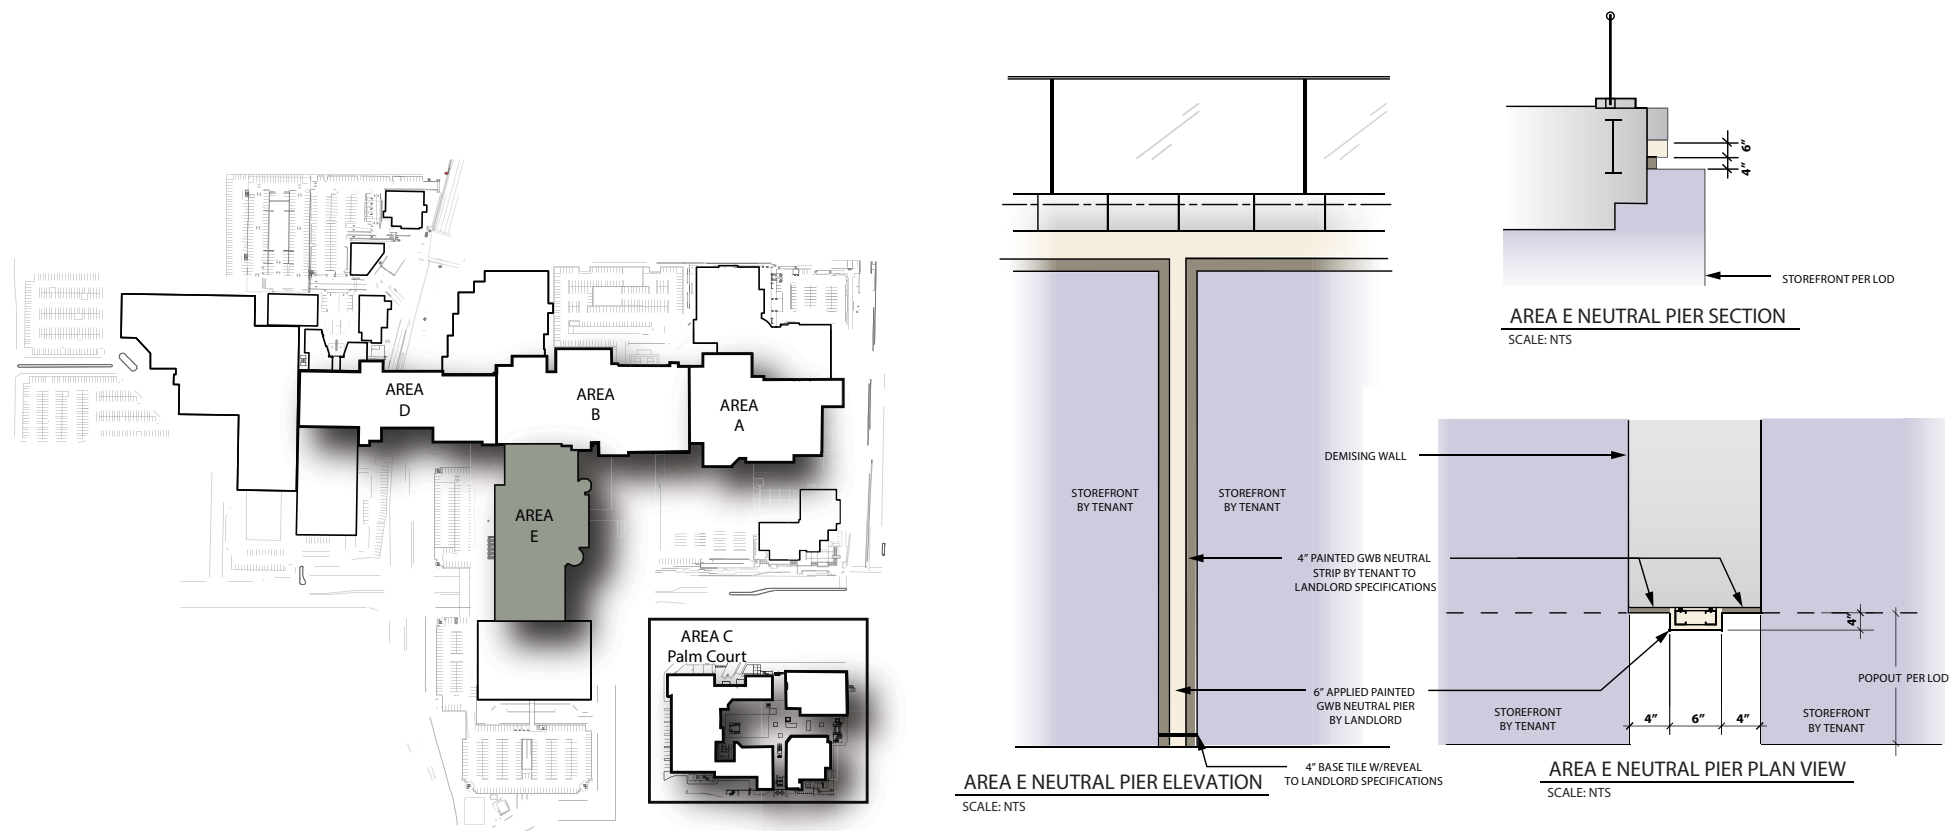 AREA
D
AREA
B
AREA
A
AREA
E
AREA C
Palm Court
STOREFRONT
BY TENANT
STOREFRONT
BY TENANT
4” PAINTED GWB NEUTRAL
STRIP BY TENANT TO
LANDLORD SPECIFICATIONS
6” APPLIED PAINTED
GWB NEUTRAL PIER
BY LANDLORD
4” BASE TILE W/REVEAL
TO LANDLORD SPECIFICATIONS
AREA E NEUTRAL PIER ELEVATION
SCALE: NTS
6”
4”
STOREFRONT PER LOD
AREA E NEUTRAL PIER SECTION
SCALE: NTS
DEMISING WALL
4”
POPOUT PER LOD
STOREFRONT
BY TENANT
4”
6”
4”
STOREFRONT
BY TENANT
AREA E NEUTRAL PIER PLAN VIEW
SCALE: NTS